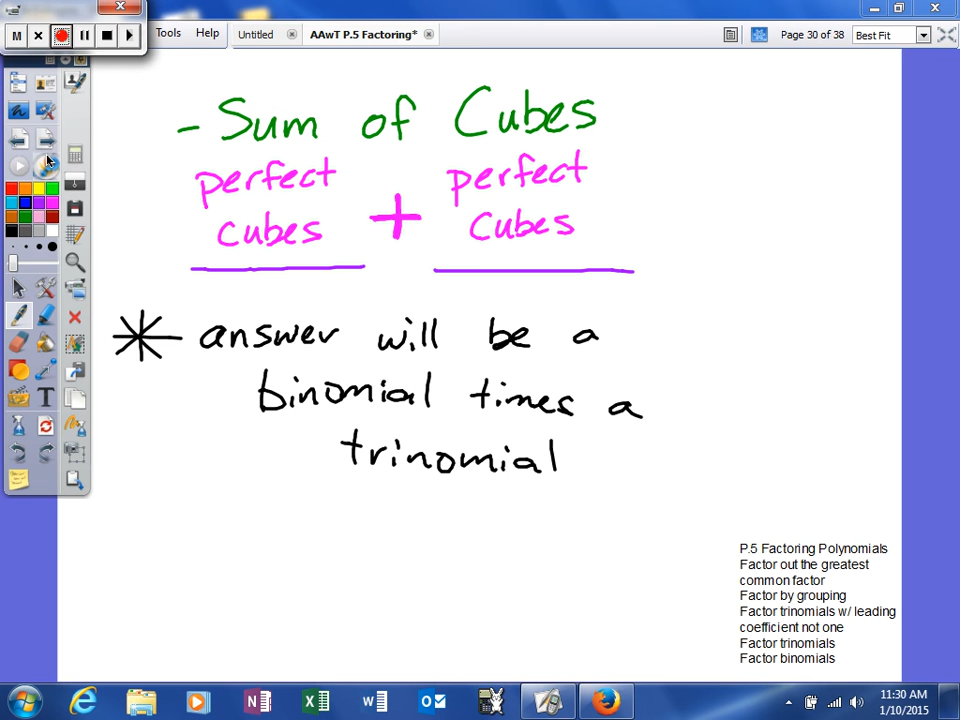 M
Tools Help Untitled AAwT P.5 Factoring* Page 30 of 38 Best Fit
- Sum of Cubes
perfect perfect
cubes + cubes
answer will be a
binomial times a
trinomial
P.5 Factoring Polynomials
Factor out the greatest
common factor
Factor by grouping
Factor trinomials w/ leading
coefficient not one
Factor trinomials
Factor binomials
11:30 AM
1/10/2015